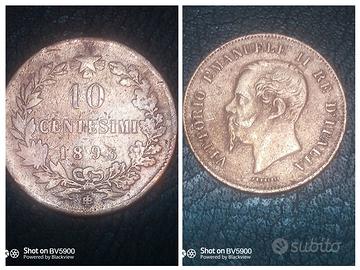 10
CENTESIMI
1893
Shot on BV5900
Powered by Blackview
VITTORIO EMANUELE II RE D'ITALIA
Shot on BV5900
Powered by Blackview
subito